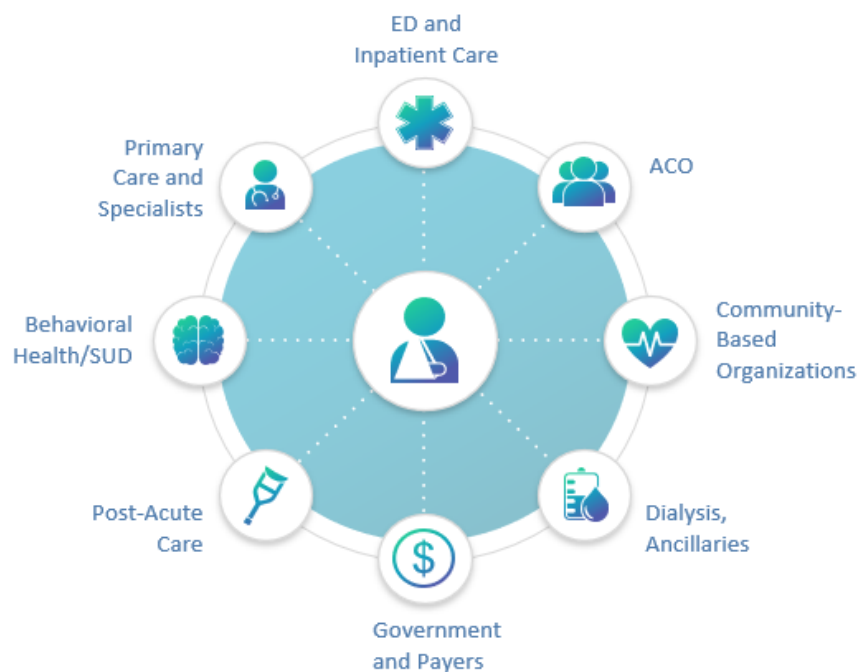 ED and
Inpatient Care
ACO
Community-
Based
Organizations
Dialysis,
Ancillaries
Government
and Payers
Post-Acute
Care
Behavioral
Health/SUD
Primary
Care and
Specialists
$